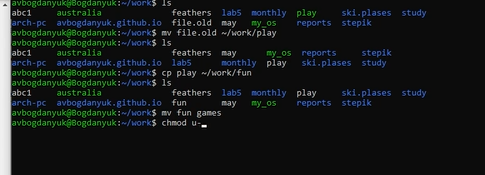 avbogdanyuk@Bogdanyuk:~/work$ ls
abc1 australia feathers lab5 monthly play ski.plases study
arch-pc avbogdanyuk.github.io file.old may my_os reports stepik
avbogdanyuk@Bogdanyuk:~/work$ mv file.old ~/work/play
avbogdanyuk@Bogdanyuk:~/work$ ls
abc1 australia feathers may my_os reports stepik
arch-pc avbogdanyuk.github.io lab5 monthly play ski.plases study
avbogdanyuk@Bogdanyuk:~/work$ cp play ~/work/fun
avbogdanyuk@Bogdanyuk:~/work$ ls
abc1 australia feathers lab5 monthly play ski.plases study
arch-pc avbogdanyuk.github.io fun may my_os reports stepik
avbogdanyuk@Bogdanyuk:~/work$ mv fun games
avbogdanyuk@Bogdanyuk:~/work$ chmod u-